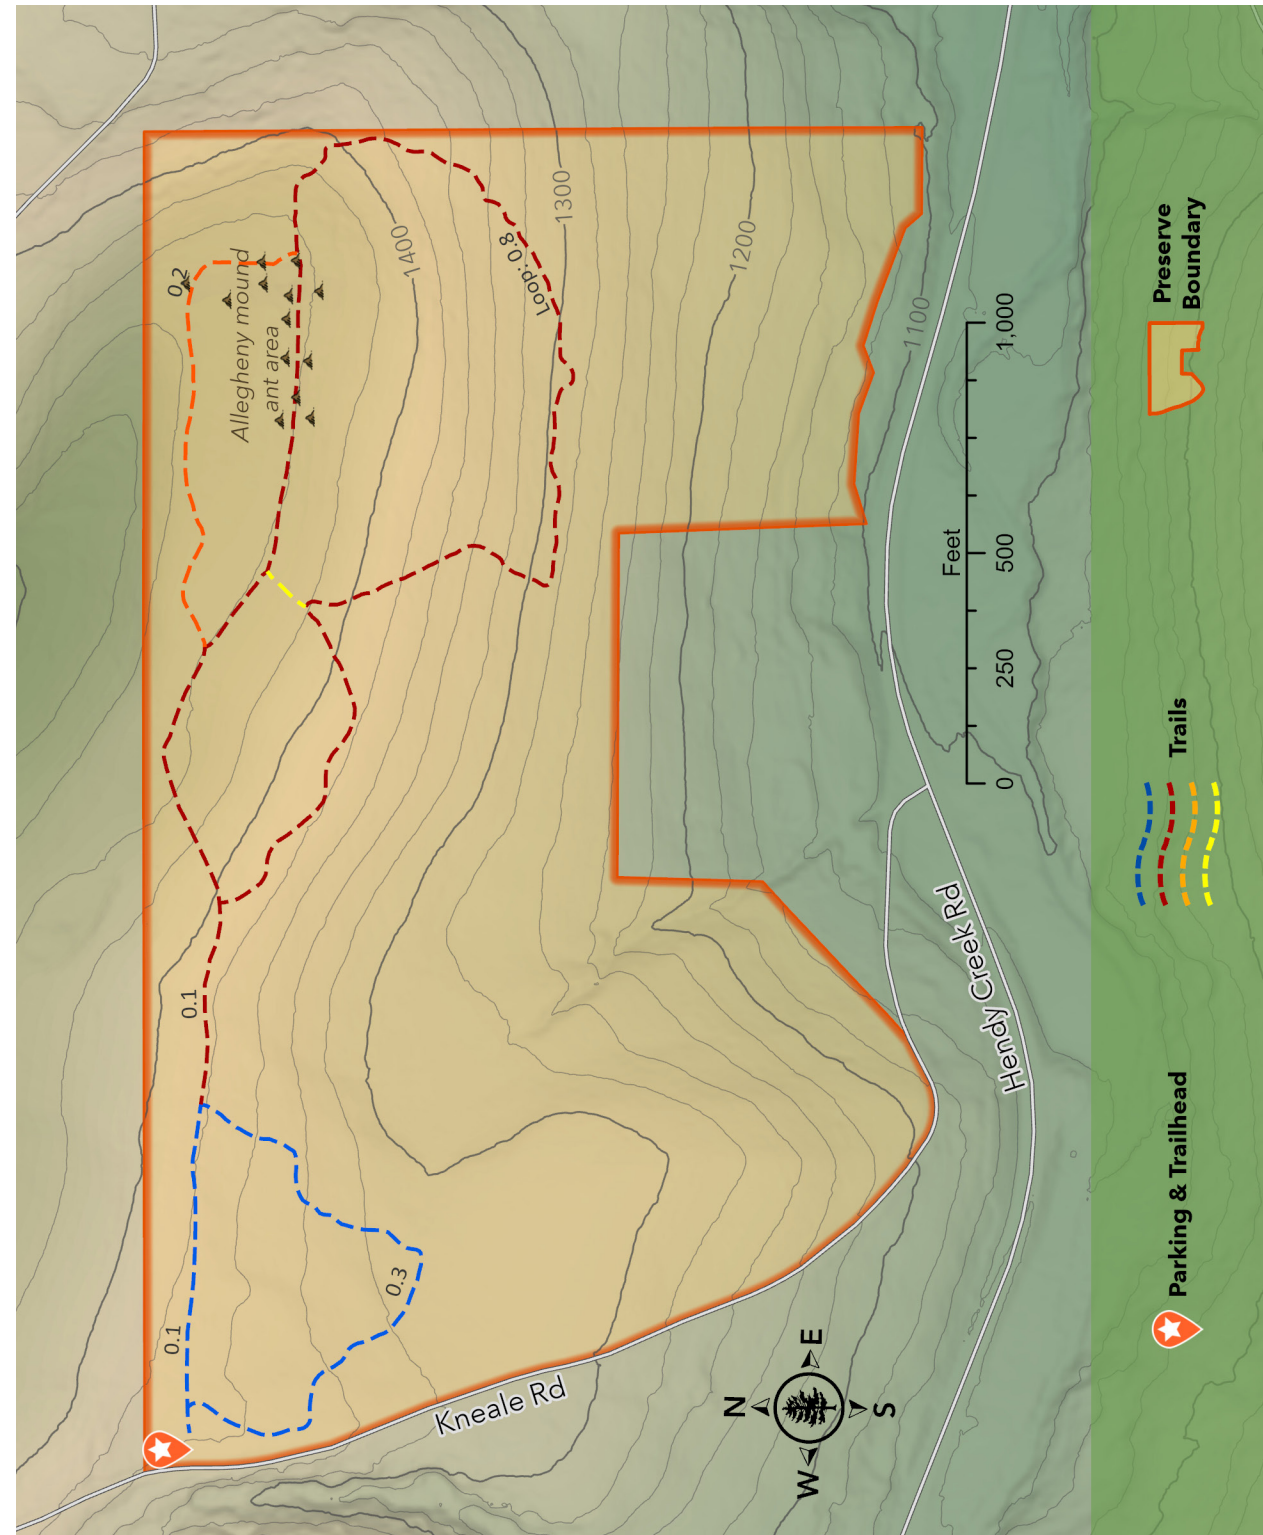 0.2
Allegheny mound
ant area
1400
1300
Loop: 0.8
1200
1100
0.1
0.1
0.3
Kneale Rd
Hendy Creek Rd
N
W
E
S
Feet
0
250
500
1,000
Parking & Trailhead
Trails
Preserve
Boundary